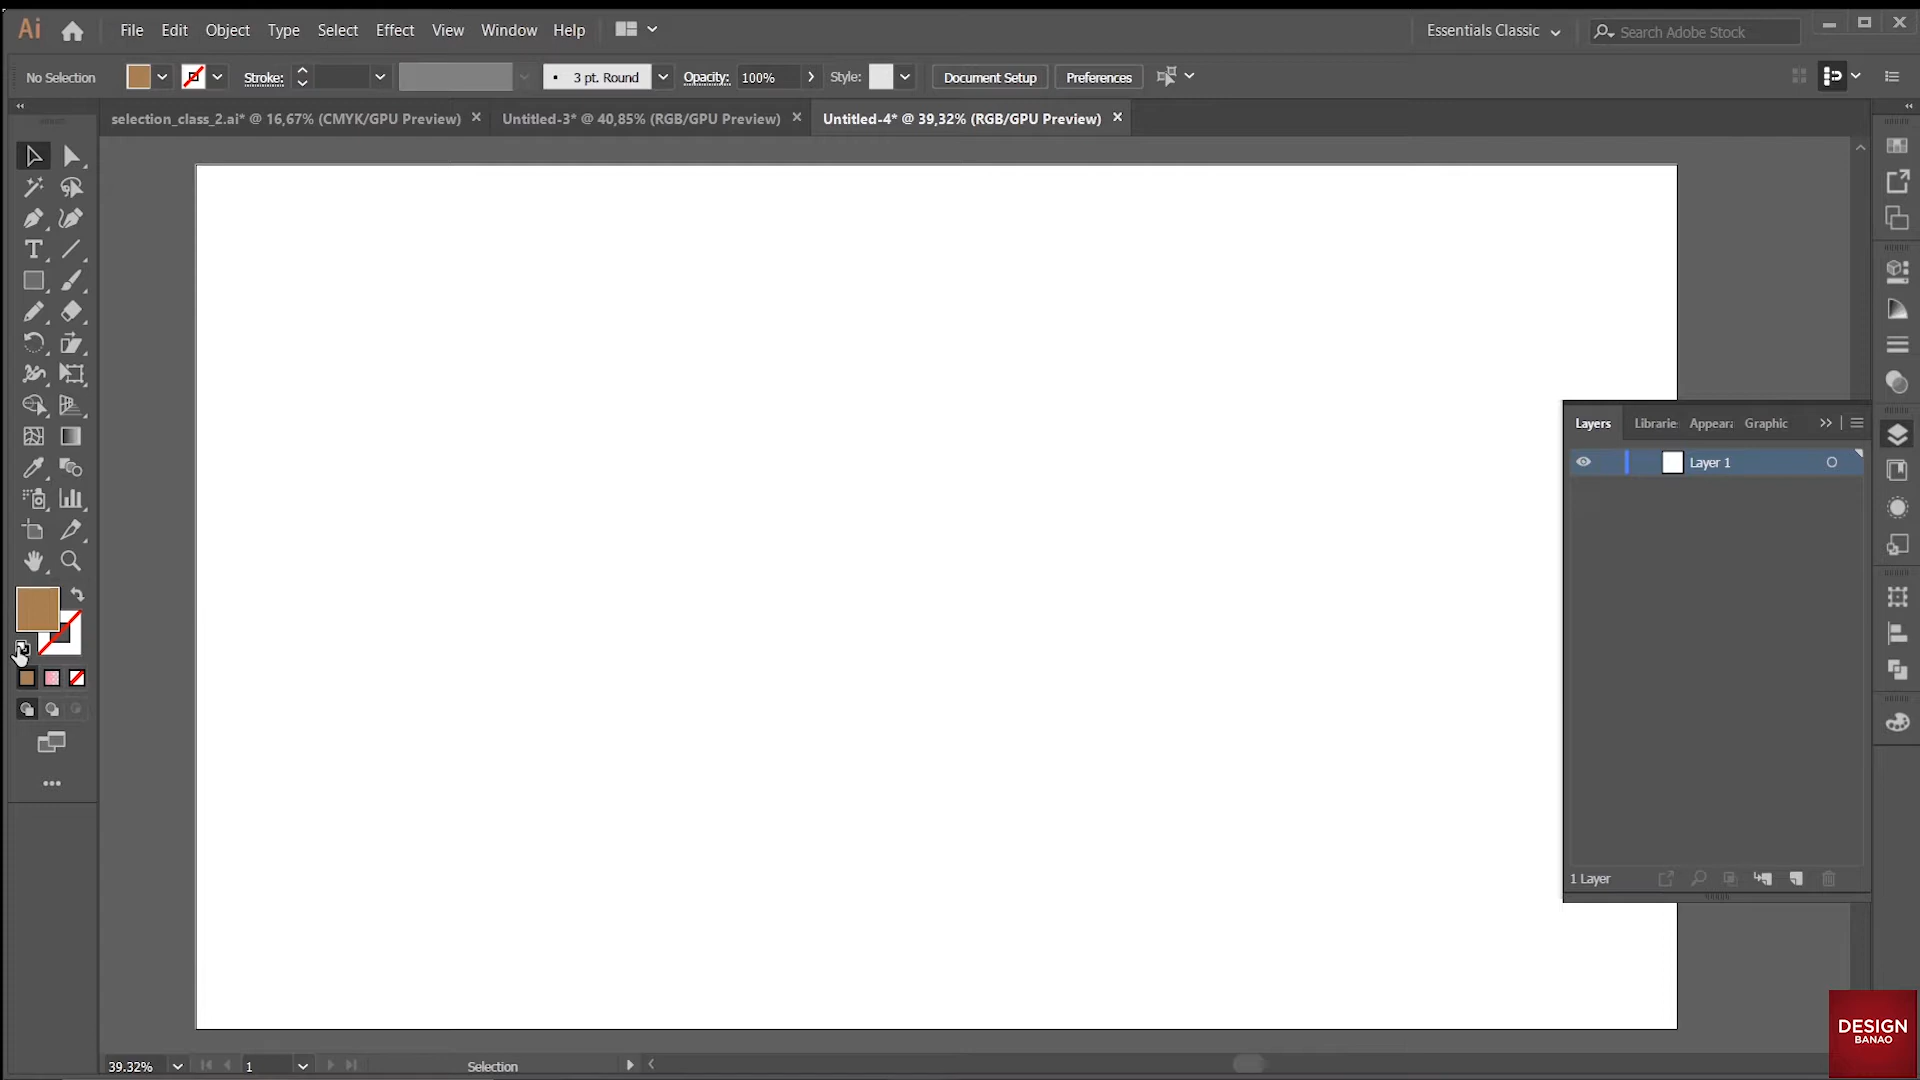 Ai File Edit Object Type Select Effect View Window Help Essentials Classic Search Adobe Stock
No Selection Stroke: 3 pt. Round Opacity: 100% Style: Document Setup Preferences
selection_class_2.ai* @ 16,67% (CMYK/GPU Preview) Untitled-3* @ 40,85% (RGB/GPU Preview) Untitled-4* @ 39,32% (RGB/GPU Preview)
Layers Librarie Appeara Graphic
Layer 1
1 Layer
39.32% 1 Selection
DESIGN
BANAO